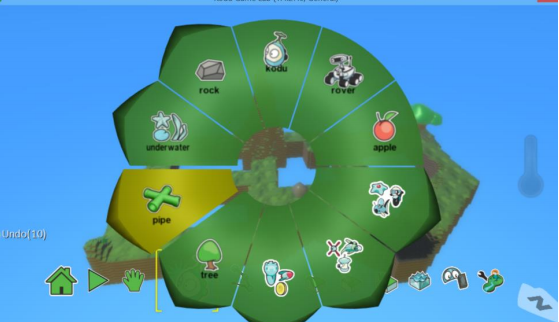 kodu
rock
rover
underwater
apple
pipe
Undo(10)
tree